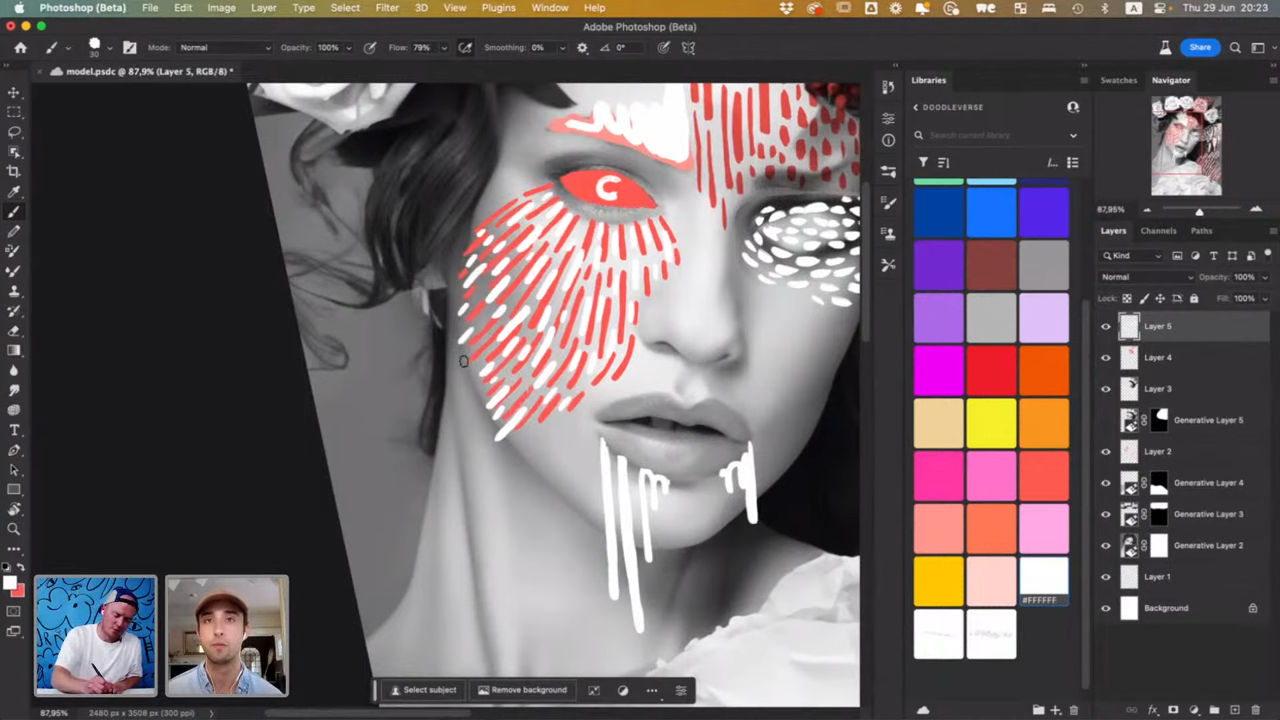 Photoshop (Beta) File Edit Image Layer Type Select Filter 3D View Plugins Window Help A Thu 29 Jun 20:23
Adobe Photoshop (Beta)
30 Mode: Normal Opacity: 100% Flow: 79% Smoothing: 0% 0° Share
model.psdc @ 87,9% (Layer 5, RGB/8) *
Libraries
DOODLEVERSE
Search current library
#FFFFFF
Swatches Navigator
87,95%
Layers Channels Paths
Kind
Normal Opacity: 100%
Lock: Fill: 100%
Layer 5
Layer 4
Layer 3
Generative Layer 5
Layer 2
Generative Layer 4
Generative Layer 3
Generative Layer 2
Layer 1
Background
Select subject Remove background
87,95% 2480 px x 3508 px (300 ppi)